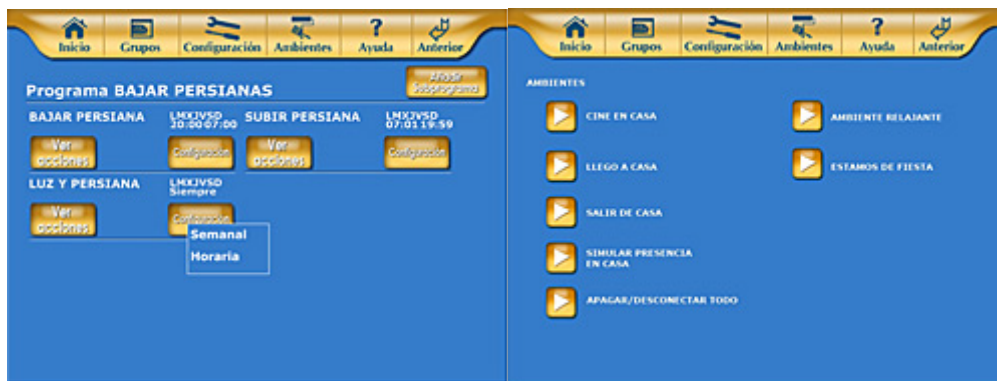 Inicio Grupos Configuración Ambientes Ayuda Anterior
Añadir
Subprograma
Programa BAJAR PERSIANAS
BAJAR PERSIANA
LMXJVSD
20:00 07:00
SUBIR PERSIANA
LMXJVSD
07:01 19:59
Ver
acciones
Configuración
Ver
acciones
Configuración
LUZ Y PERSIANA
LMXJVSD
Siempre
Ver
acciones
Configuración
Semanal
Horaria
Inicio Grupos Configuración Ambientes Ayuda Anterior
AMBIENTES
CINE EN CASA
AMBIENTE RELAJANTE
LLEGO A CASA
ESTAMOS DE FIESTA
SALIR DE CASA
SIMULAR PRESENCIA
EN CASA
APAGAR/DESCONECTAR TODO